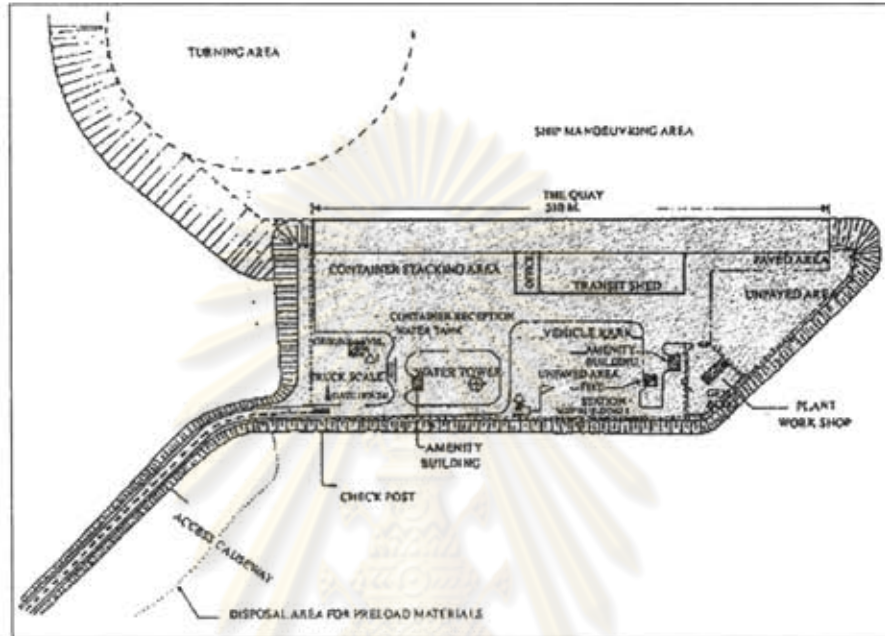 TURNING AREA
SHIP MANOEUVKING AREA
THE QUAY
510 M.
CONTAINER STACKING AREA
OFFICE
TRANSIT SHED
PAVED AREA
UNPAVED AREA
CONTAINER RECEPTION
WATER TANK
VEHICLE PARK
TRUCK SCALE
WATER TOWER
AMENITY
BUILDING
UNPAVED AREA
STATION
PLANT
WORK SHOP
AMENITY
BUILDING
CHECK POST
ACCESS CAUSEWAY
DISPOSAL AREA FOR PRELOAD MATERIALS